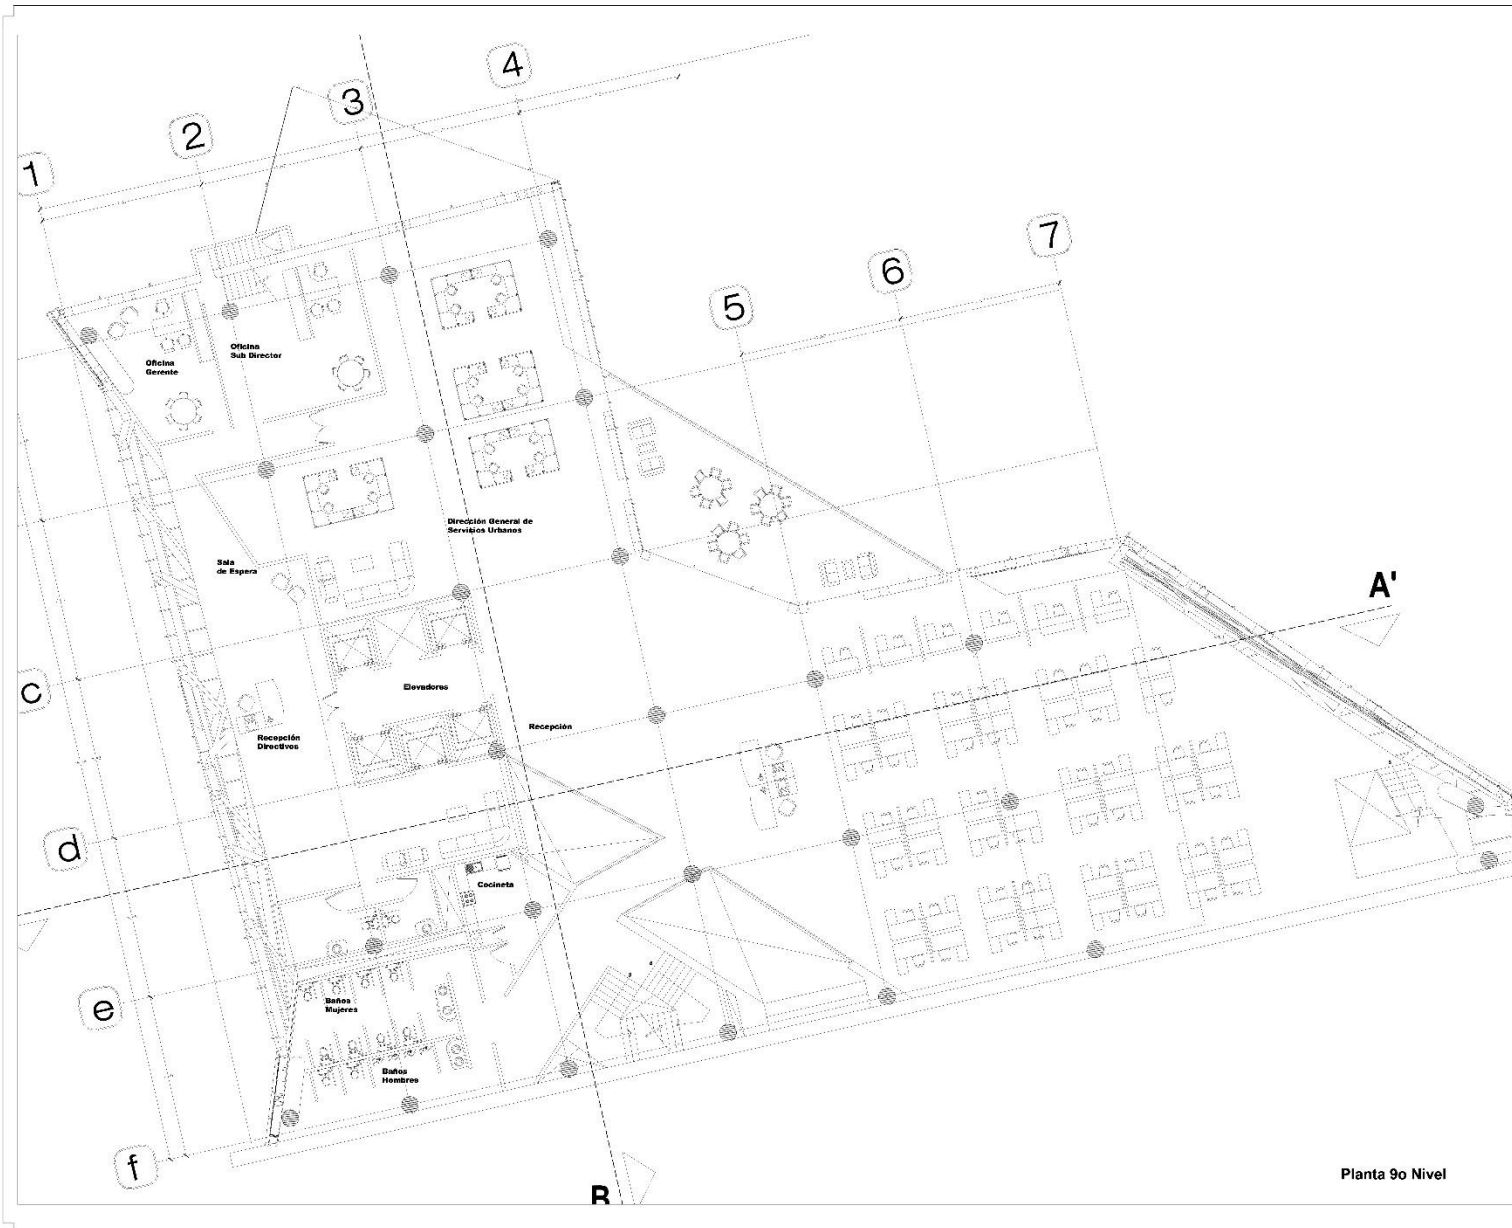 4
3
2
1
7
6
5
Oficina
Sub Director
Oficina
Gerente
Dirección General de
Servicios Urbanos
Sala
de Espera
A'
c
Elevadores
Recepción
Recepción
Directivos
d
Cocineta
e
Baños
Mujeres
Baños
Hombres
f
Planta 9o Nivel
B